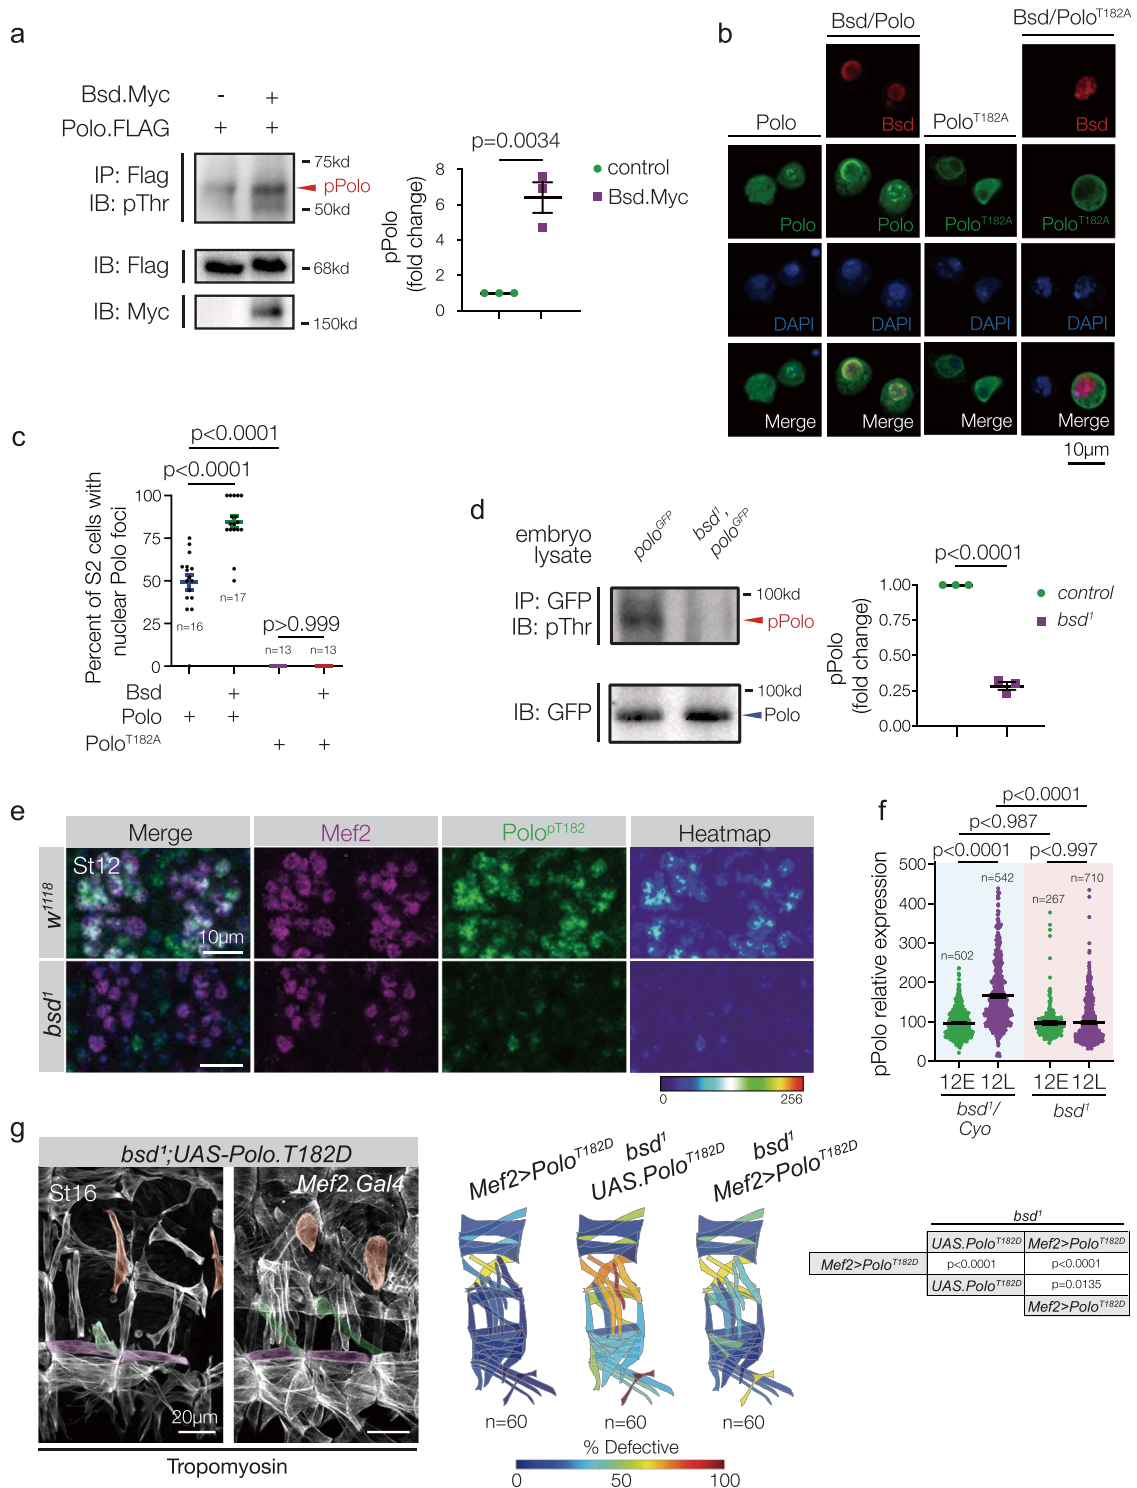 a
Bsd.Myc - +
Polo.FLAG + +
IP: Flag
IB: pThr
75kd
pPolo
50kd
IB: Flag
68kd
IB: Myc
150kd
p=0.0034
pPolo
(fold change)
8
6
4
2
0
control
Bsd.Myc
b
Bsd/Polo
Bsd/Polo^T182A
Bsd
Bsd
Polo
Polo^T182A
Polo
Polo
Polo^T182A
Polo^T182A
DAPI
DAPI
DAPI
DAPI
Merge
Merge
Merge
Merge
10µm
c
p<0.0001
p<0.0001
Percent of S2 cells with
nuclear Polo foci
100
75
50
25
0
n=16
n=17
p>0.999
n=13
n=13
Bsd + +
Polo + +
Polo^T182A + +
d
embryo
lysate
polo^GFP
bsd^1,
polo^GFP
IP: GFP
IB: pThr
100kd
pPolo
IB: GFP
100kd
Polo
p<0.0001
pPolo
(fold change)
1.00
0.75
0.50
0.25
0.00
control
bsd^1
e
Merge
Mef2
Polo^pT182
Heatmap
w^1118
St12
10µm
bsd^1
0
256
f
p<0.0001
p<0.987
p<0.0001
p<0.997
pPolo relative expression
500
400
300
200
100
0
n=502
n=542
n=267
n=710
12E 12L 12E 12L
bsd^1/
Cyo
bsd^1
g
bsd^1;UAS-Polo.T182D
St16
Mef2.Gal4
20µm
Tropomyosin
Mef2>Polo^T182D
bsd^1
UAS.Polo^T182D
bsd^1
Mef2>Polo^T182D
n=60
n=60
n=60
% Defective
0
50
100
bsd^1
UAS.Polo^T182D Mef2>Polo^T182D
Mef2>Polo^T182D p<0.0001 p<0.0001
UAS.Polo^T182D p=0.0135
Mef2>Polo^T182D